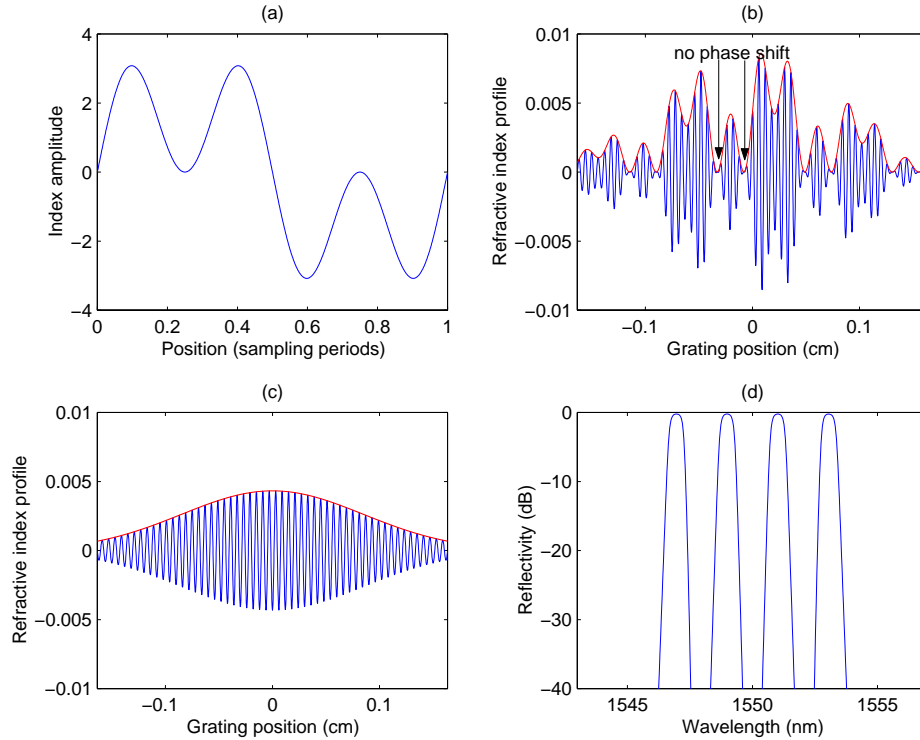 (a)
4
2
0
−2
−4
0
0.2
0.4
0.6
0.8
1
Index amplitude
Position (sampling periods)
(b)
no phase shift
0.01
0.005
0
−0.005
−0.01
−0.1
0
0.1
Refractive index profile
Grating position (cm)
(c)
0.01
0.005
0
−0.005
−0.01
−0.1
0
0.1
Refractive index profile
Grating position (cm)
(d)
0
−10
−20
−30
−40
1545
1550
1555
Reflectivity (dB)
Wavelength (nm)